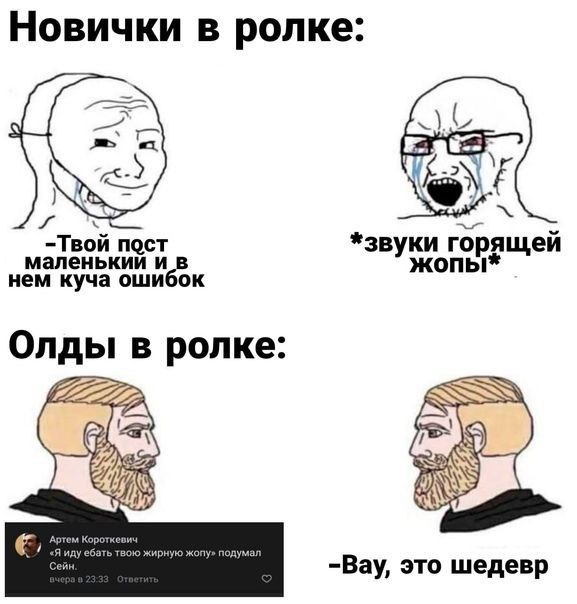 Новички в ролке:
-Твой пост
маленький и в
нем куча ошибок
*звуки горящей
жопы*
Олды в ролке:
Артем Короткевич
«Я иду ебать твою жирную жопу» подумал
Сейн.
вчера в 23:33 Ответить
-Вау, это шедевр